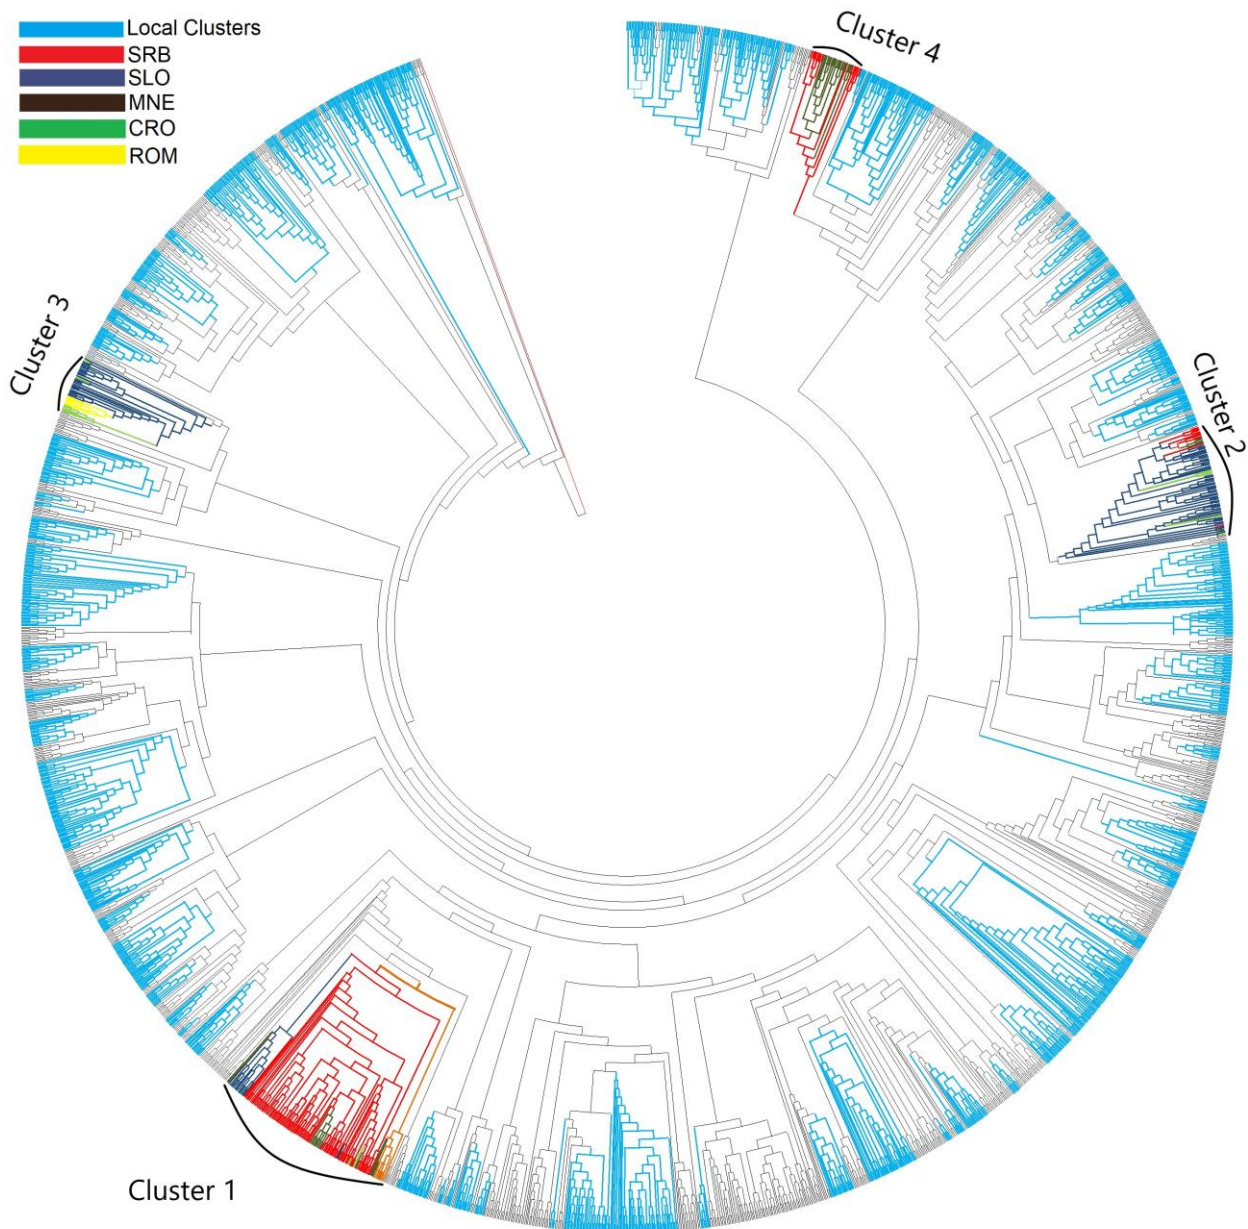 Local Clusters
SRB
SLO
MNE
CRO
ROM
Cluster 4
Cluster 3
Cluster 2
Cluster 1